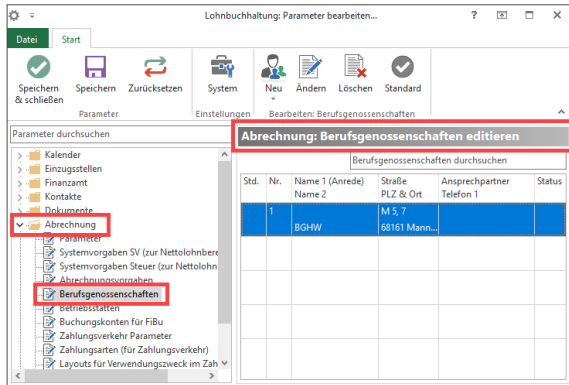 Lohnbuchhaltung: Parameter bearbeiten...
Datei Start
Speichern & schließen
Speichern
Zurücksetzen
System
Neu
Ändern
Löschen
Standard
Parameter
Einstellungen
Bearbeiten: Berufsgenossenschaften
Parameter durchsuchen
Kalender
Einzugsstellen
Finanzamt
Kontakte
Dokumente
Abrechnung
Parameter
Systemvorgaben SV (zur Nettolohnbere
Systemvorgaben Steuer (zur Nettolohn
Abrechnungsvorgaben
Berufsgenossenschaften
Betriebsstätten
Buchungskonten für FiBu
Zahlungsverkehr Parameter
Zahlungsarten (für Zahlungsverkehr)
Layouts für Verwendungszweck im Zah
Abrechnung: Berufsgenossenschaften editieren
Berufsgenossenschaften durchsuchen
Std. Nr. Name 1 (Anrede) Straße Ansprechpartner Status
Name 2 PLZ & Ort Telefon 1
1 M 5, 7
BGHW 68161 Mann...